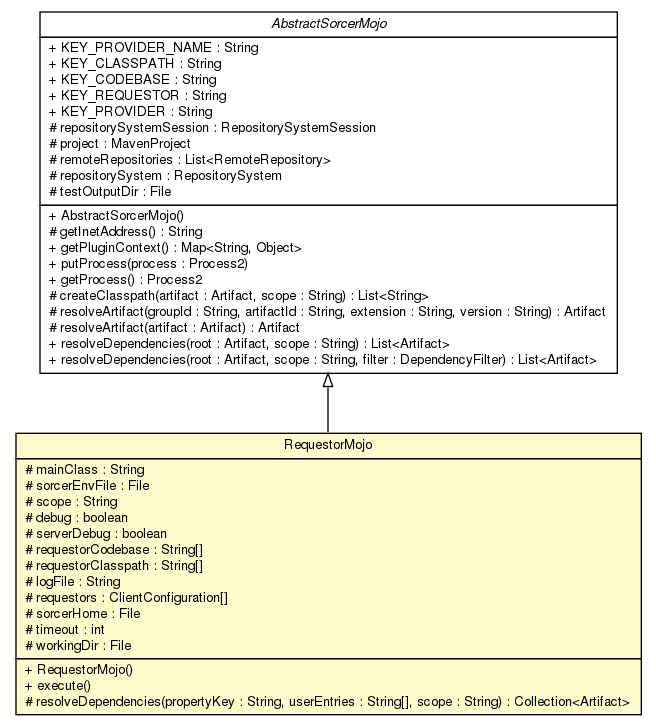 AbstractSorcerMojo
+ KEY_PROVIDER_NAME : String
+ KEY_CLASSPATH : String
+ KEY_CODEBASE : String
+ KEY_REQUESTOR : String
+ KEY_PROVIDER : String
# repositorySystemSession : RepositorySystemSession
# project : MavenProject
# remoteRepositories : List<RemoteRepository>
# repositorySystem : RepositorySystem
# testOutputDir : File
+ AbstractSorcerMojo()
# getInetAddress() : String
+ getPluginContext() : Map<String, Object>
+ putProcess(process : Process2)
+ getProcess() : Process2
# createClasspath(artifact : Artifact, scope : String) : List<String>
# resolveArtifact(groupId : String, artifactId : String, extension : String, version : String) : Artifact
# resolveArtifact(artifact : Artifact) : Artifact
+ resolveDependencies(root : Artifact, scope : String) : List<Artifact>
+ resolveDependencies(root : Artifact, scope : String, filter : DependencyFilter) : List<Artifact>
RequestorMojo
# mainClass : String
# sorcerEnvFile : File
# scope : String
# debug : boolean
# serverDebug : boolean
# requestorCodebase : String[]
# requestorClasspath : String[]
# logFile : String
# requestors : ClientConfiguration[]
# sorcerHome : File
# timeout : int
# workingDir : File
+ RequestorMojo()
+ execute()
# resolveDependencies(propertyKey : String, userEntries : String[], scope : String) : Collection<Artifact>